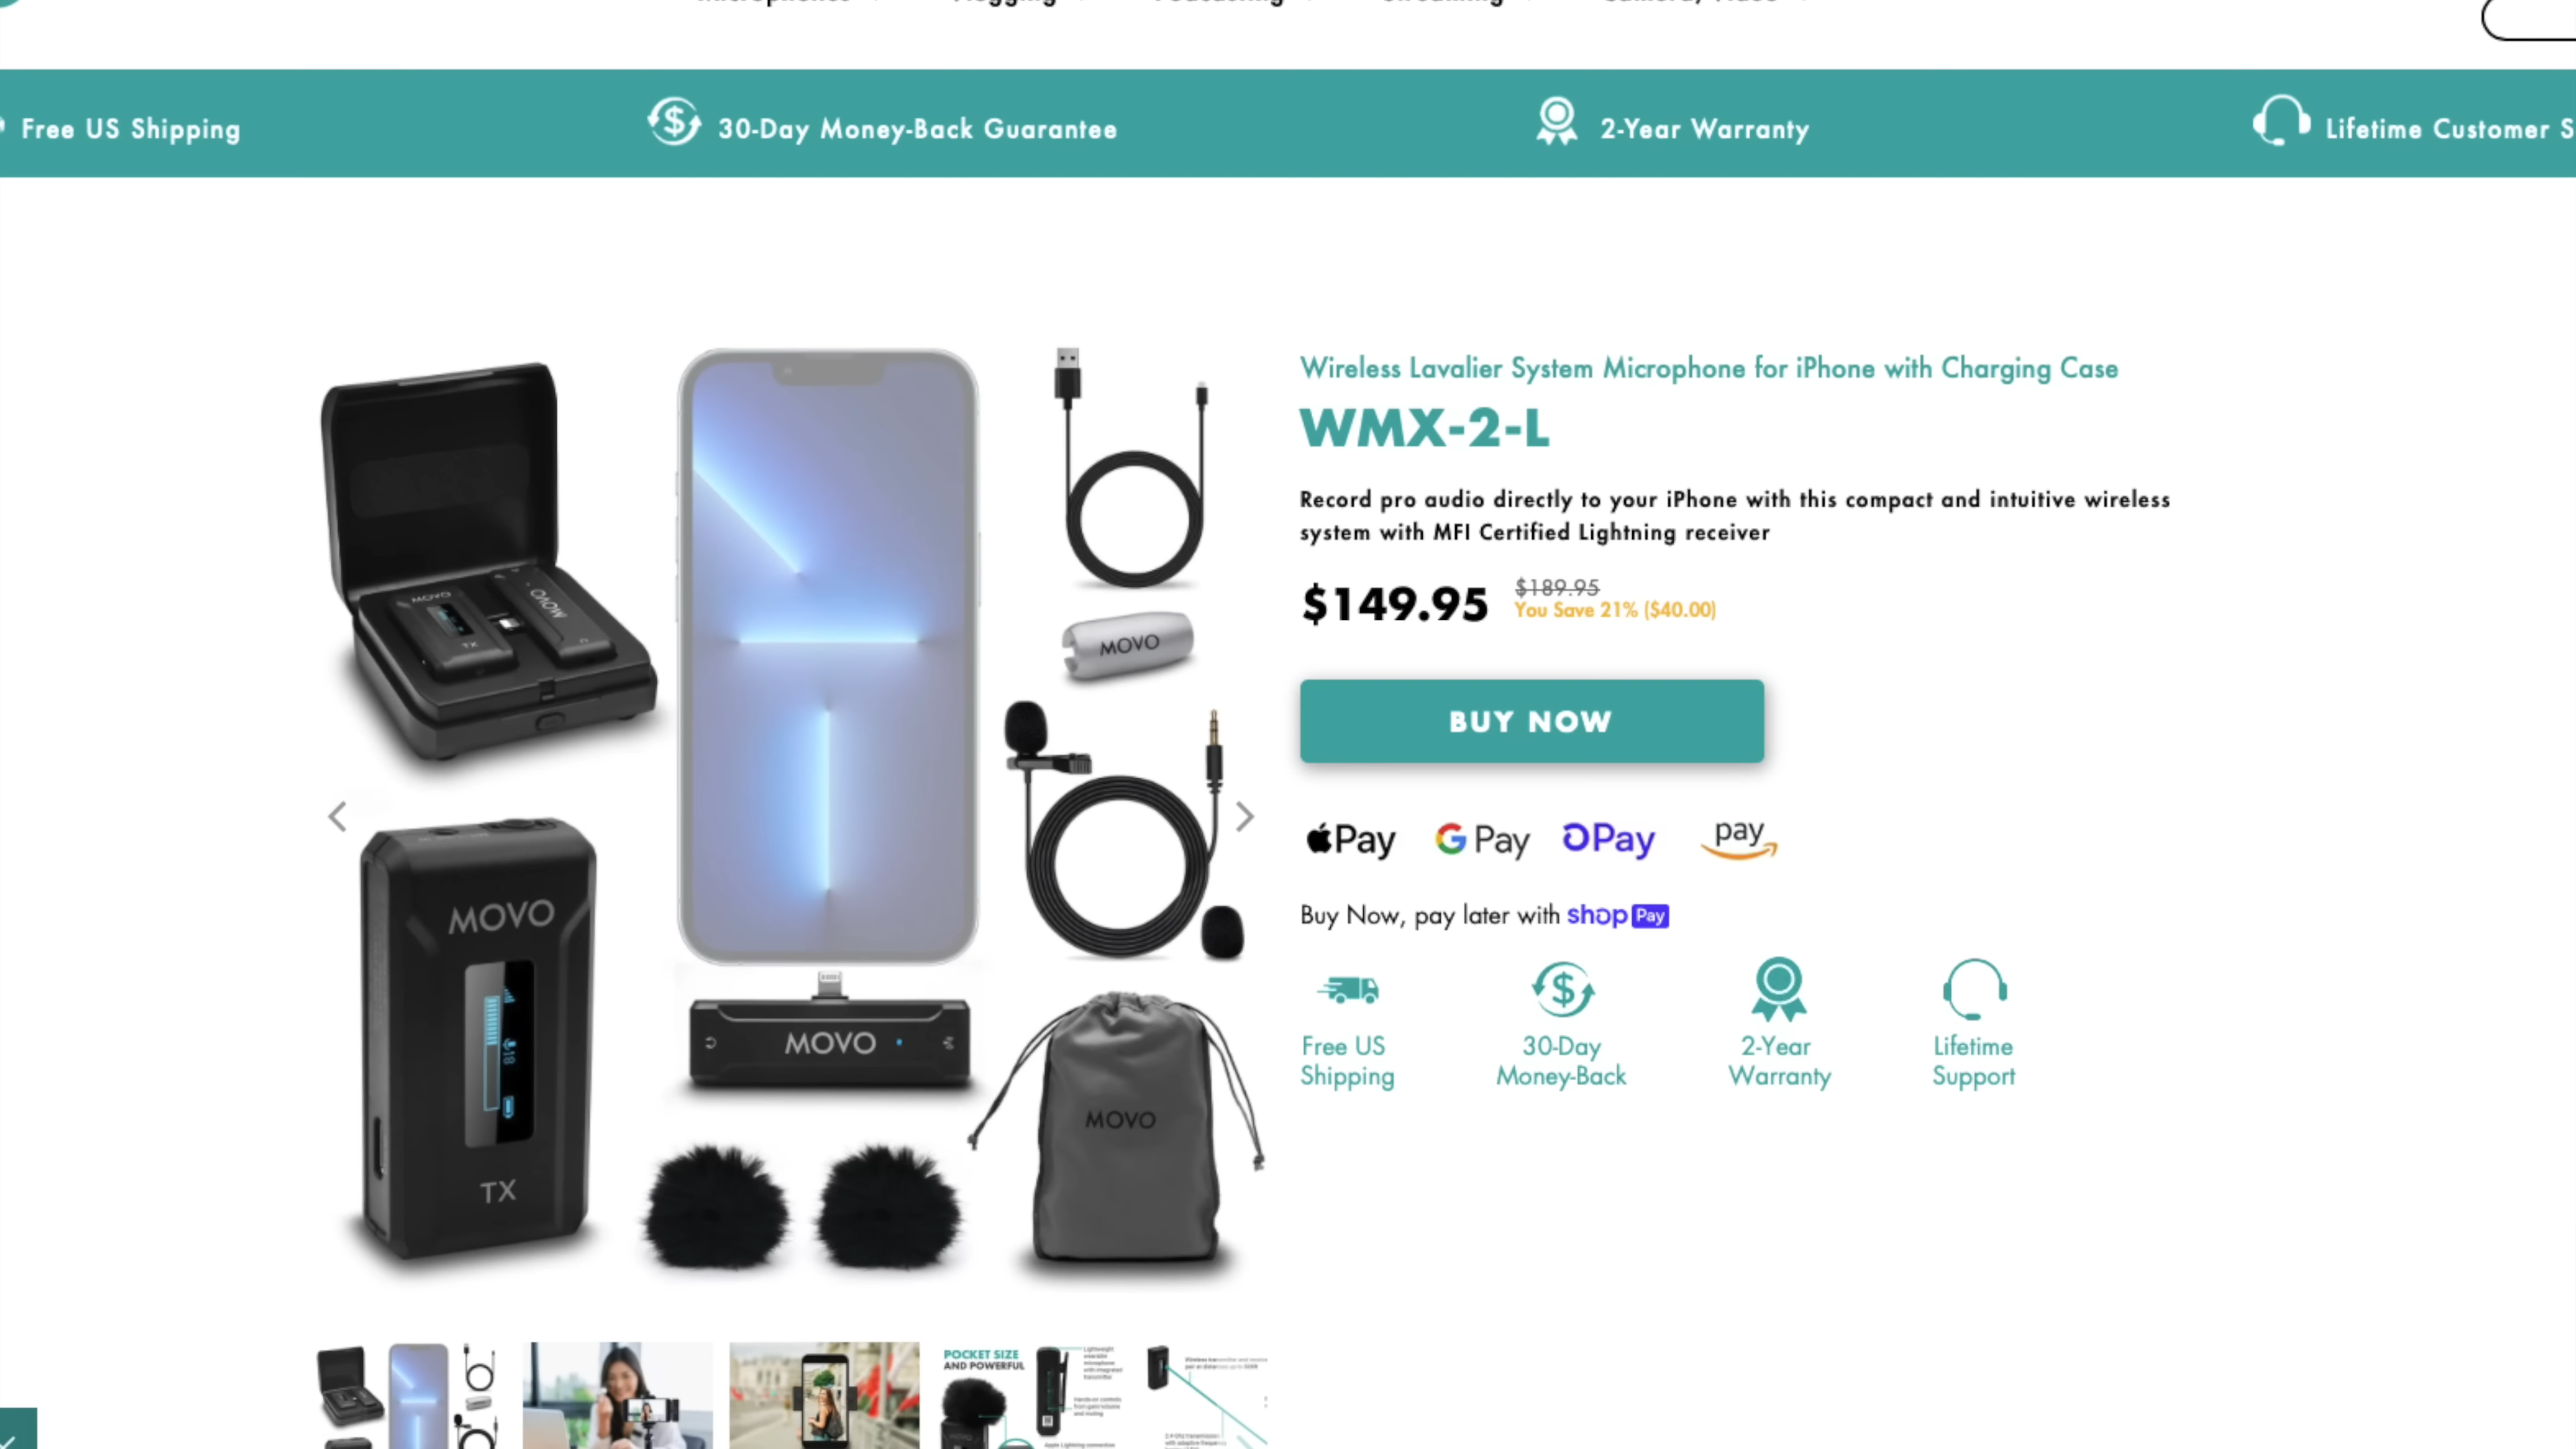 Free US Shipping
30-Day Money-Back Guarantee
2-Year Warranty
Lifetime Customer S
Wireless Lavalier System Microphone for iPhone with Charging Case
WMX-2-L
Record pro audio directly to your iPhone with this compact and intuitive wireless
system with MFI Certified Lightning receiver
$149.95
$189.95
You Save 21% ($40.00)
BUY NOW
Pay
G Pay
Pay
pay
Buy Now, pay later with shop Pay
Free US
Shipping
30-Day
Money-Back
2-Year
Warranty
Lifetime
Support
MOVO
TX
MOVO
MOVO
MOVO
TX
MOVO
MOVO
POCKET SIZE
AND POWERFUL